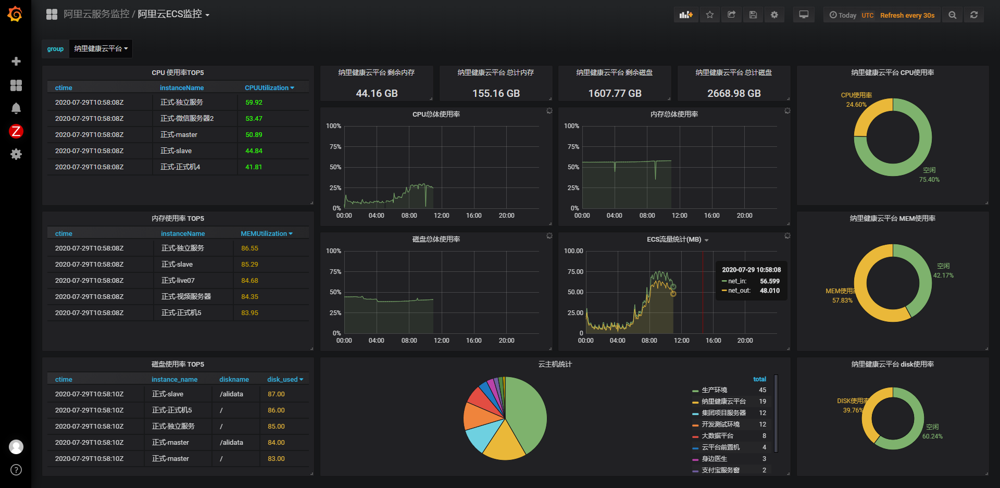 阿里云服务监控 / 阿里云ECS监控
Today UTC Refresh every 30s
group 纳里健康云平台
CPU 使用率TOP5
ctime instanceName CPUUtilization
2020-07-29T10:58:08Z 正式-独立服务 59.92
2020-07-29T10:58:08Z 正式-微信服务器2 53.47
2020-07-29T10:58:08Z 正式-master 50.89
2020-07-29T10:58:08Z 正式-slave 44.84
2020-07-29T10:58:08Z 正式-正式机4 41.81
内存使用率 TOP5
ctime instanceName MEMUtilization
2020-07-29T10:58:08Z 正式-独立服务 86.55
2020-07-29T10:58:08Z 正式-slave 85.29
2020-07-29T10:58:08Z 正式-live07 84.68
2020-07-29T10:58:08Z 正式-视频服务器 84.35
2020-07-29T10:58:08Z 正式-正式机5 83.95
磁盘使用率 TOP5
ctime instance_name diskname disk_used
2020-07-29T10:58:10Z 正式-slave /alidata 87.00
2020-07-29T10:58:10Z 正式-正式机5 / 86.00
2020-07-29T10:58:10Z 正式-独立服务 / 85.00
2020-07-29T10:58:10Z 正式-master /alidata 84.00
2020-07-29T10:58:10Z 正式-master / 83.00
纳里健康云平台 剩余内存
44.16 GB
纳里健康云平台 总计内存
155.16 GB
纳里健康云平台 剩余磁盘
1607.77 GB
纳里健康云平台 总计磁盘
2668.98 GB
CPU总体使用率
100%
75%
50%
25%
0%
00:00 04:00 08:00 12:00 16:00 20:00
内存总体使用率
100%
75%
50%
25%
0%
00:00 04:00 08:00 12:00 16:00 20:00
磁盘总体使用率
100%
75%
50%
25%
0%
00:00 04:00 08:00 12:00 16:00 20:00
ECS流量统计(MB)
100.00
75.00
50.00
25.00
0
00:00 04:00 08:00 12:00 16:00 20:00
2020-07-29 10:58:08
net_in: 56.599
net_out: 48.010
云主机统计
total
生产环境 45
纳里健康云平台 19
集团项目服务器 12
开发测试环境 12
大数据平台 8
云平台前置机 4
身边医生 3
支付宝服务窗 2
纳里健康云平台 CPU使用率
CPU使用率
24.60%
空闲
75.40%
纳里健康云平台 MEM使用率
空闲
42.17%
MEM使用率
57.83%
纳里健康云平台 disk使用率
DISK使用率
39.76%
空闲
60.24%
Z
?